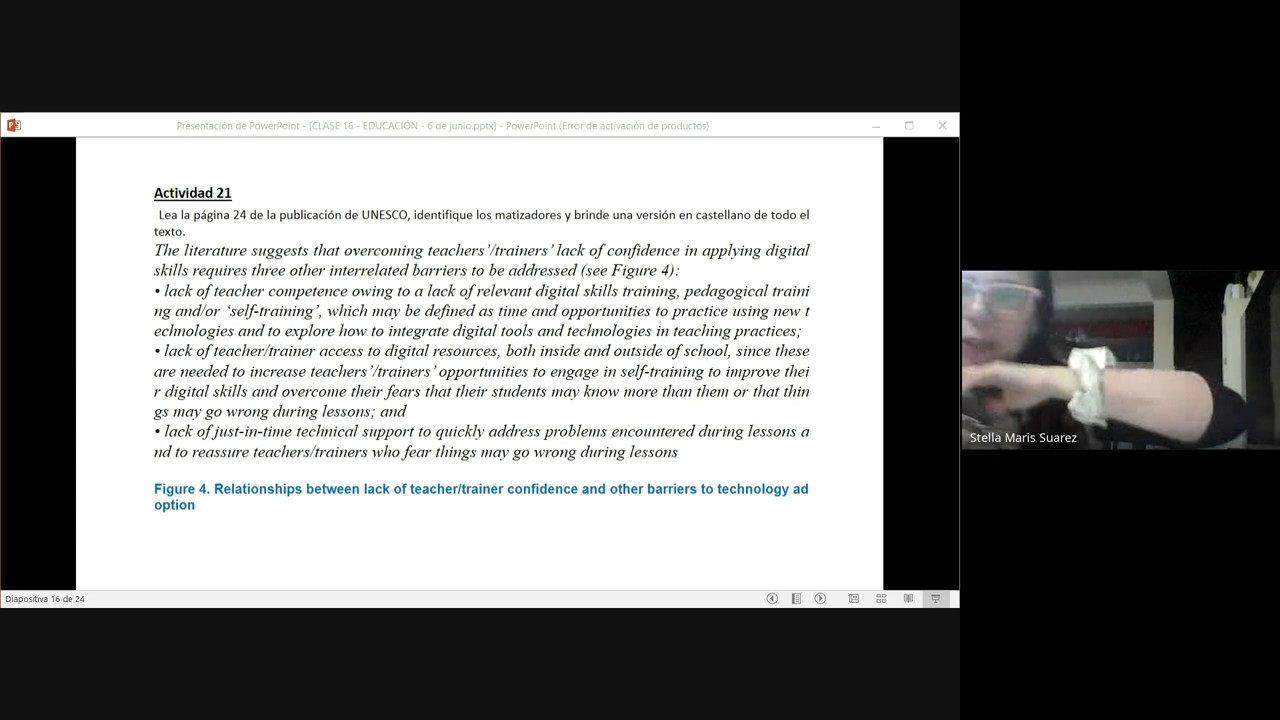 Presentación de PowerPoint - [CLASE 16 - EDUCACIÓN - 6 de junio.pptx] - PowerPoint (Error de activación de productos)
Actividad 21
Lea la página 24 de la publicación de UNESCO, identifique los matizadores y brinde una versión en castellano de todo el
texto.
The literature suggests that overcoming teachers’/trainers’ lack of confidence in applying digital
skills requires three other interrelated barriers to be addressed (see Figure 4):
• lack of teacher competence owing to a lack of relevant digital skills training, pedagogical traini
ng and/or ‘self-training’, which may be defined as time and opportunities to practice using new t
echnologies and to explore how to integrate digital tools and technologies in teaching practices;
• lack of teacher/trainer access to digital resources, both inside and outside of school, since these
are needed to increase teachers’/trainers’ opportunities to engage in self-training to improve thei
r digital skills and overcome their fears that their students may know more than them or that thin
gs may go wrong during lessons; and
• lack of just-in-time technical support to quickly address problems encountered during lessons a
nd to reassure teachers/trainers who fear things may go wrong during lessons
Figure 4. Relationships between lack of teacher/trainer confidence and other barriers to technology ad
option
Diapositiva 16 de 24
Stella Maris Suarez